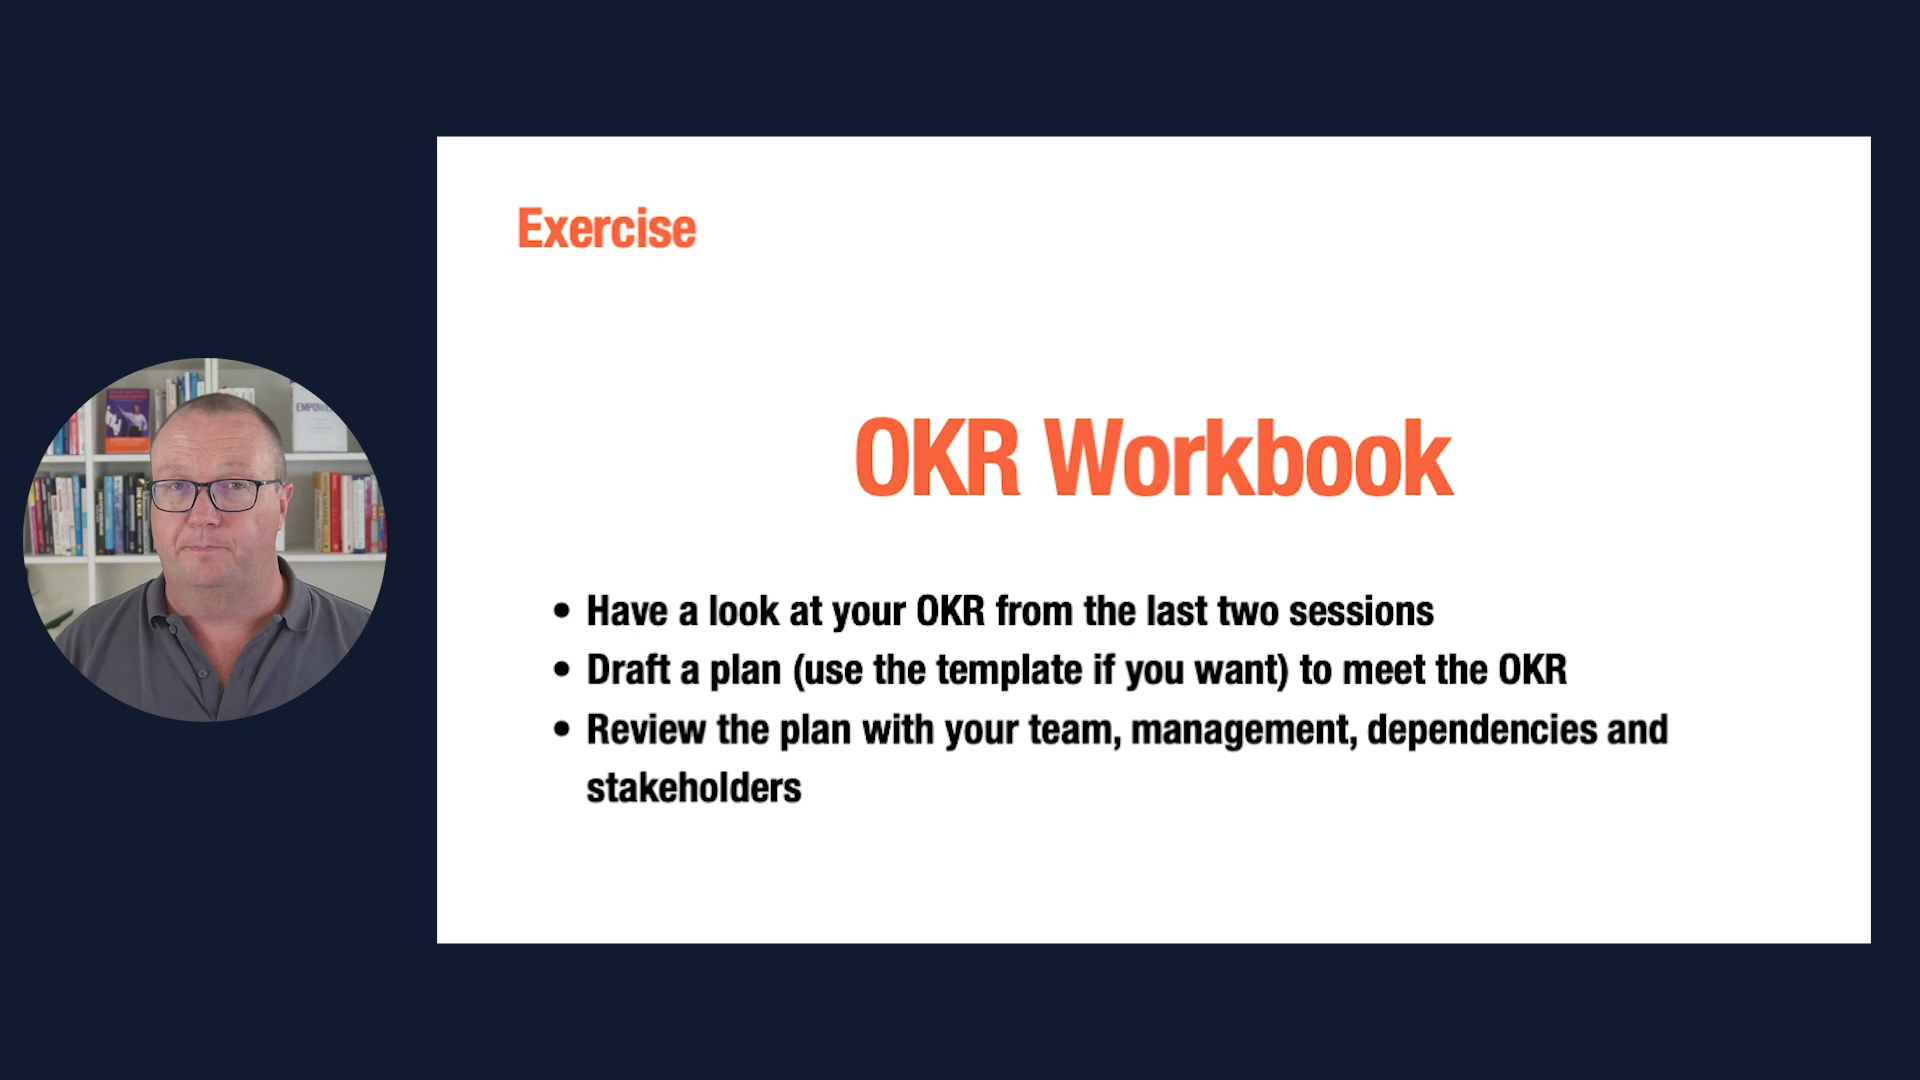 Exercise
OKR Workbook
• Have a look at your OKR from the last two sessions
• Draft a plan (use the template if you want) to meet the OKR
• Review the plan with your team, management, dependencies and
stakeholders